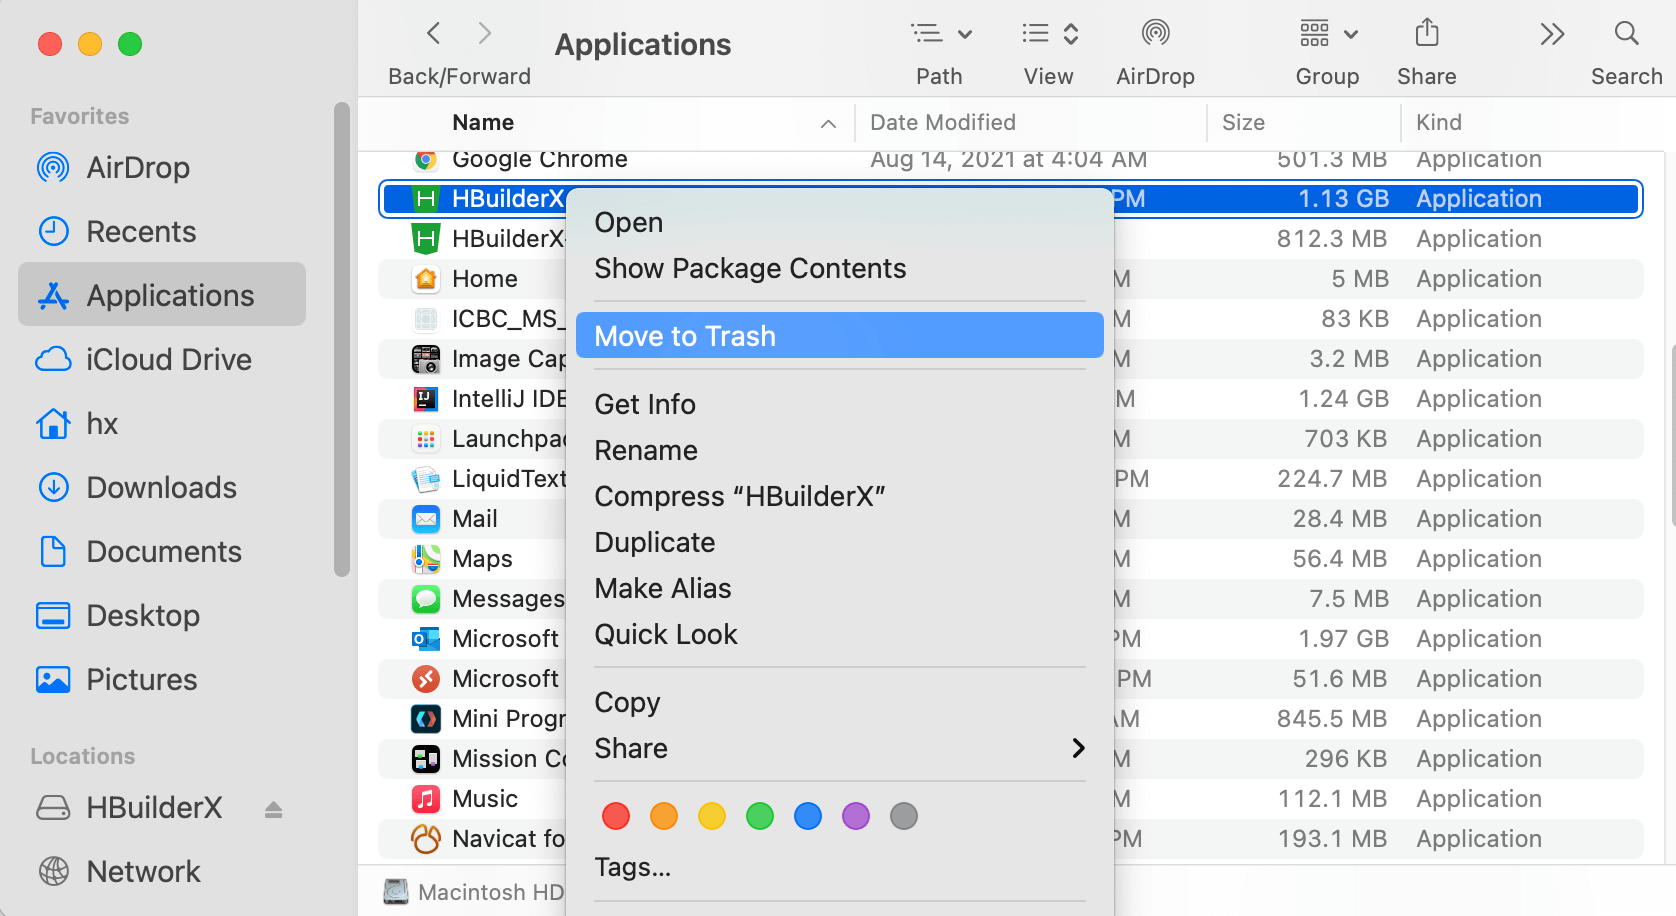 Applications
Back/Forward
Path
View
AirDrop
Group
Share
Search
Favorites
AirDrop
Recents
Applications
iCloud Drive
hx
Downloads
Documents
Desktop
Pictures
Locations
HBuilderX
Network
Name Date Modified Size Kind
Google Chrome Aug 14, 2021 at 4:04 AM 501.3 MB Application
HBuilderX PM 1.13 GB Application
HBuilderX 812.3 MB Application
Home M 5 MB Application
ICBC_MS_ M 83 KB Application
Image Cap M 3.2 MB Application
IntelliJ IDE M 1.24 GB Application
Launchpad M 703 KB Application
LiquidText PM 224.7 MB Application
Mail M 28.4 MB Application
Maps M 56.4 MB Application
Messages M 7.5 MB Application
Microsoft PM 1.97 GB Application
Microsoft PM 51.6 MB Application
Mini Progr AM 845.5 MB Application
Mission Co M 296 KB Application
Music M 112.1 MB Application
Navicat fo PM 193.1 MB Application
Macintosh HD
Open
Show Package Contents
Move to Trash
Get Info
Rename
Compress “HBuilderX”
Duplicate
Make Alias
Quick Look
Copy
Share
Tags...